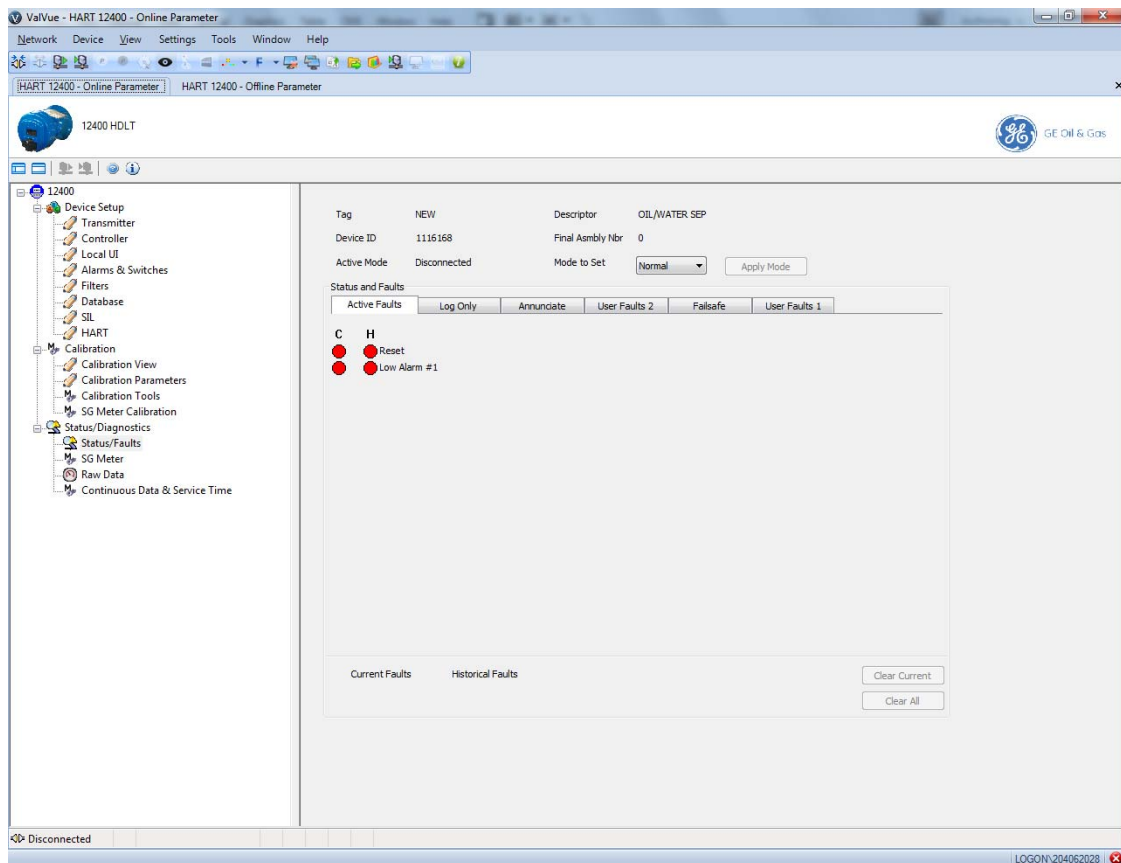 ValVue - HART 12400 - Online Parameter
Network Device View Settings Tools Window Help
F
HART 12400 - Online Parameter HART 12400 - Offline Parameter
12400 HDLT
GE Oil & Gas
12400
Device Setup
Transmitter
Controller
Local UI
Alarms & Switches
Filters
Database
SIL
HART
Calibration
Calibration View
Calibration Parameters
Calibration Tools
SG Meter Calibration
Status/Diagnostics
Status/Faults
SG Meter
Raw Data
Continuous Data & Service Time
Tag NEW Descriptor OIL/WATER SEP
Device ID 1116168 Final Asmbly Nbr 0
Active Mode Disconnected Mode to Set Normal Apply Mode
Status and Faults
Active Faults Log Only Annunciate User Faults 2 Failsafe User Faults 1
C H
Reset
Low Alarm #1
Current Faults Historical Faults
Clear Current
Clear All
Disconnected
LOGON\204062028